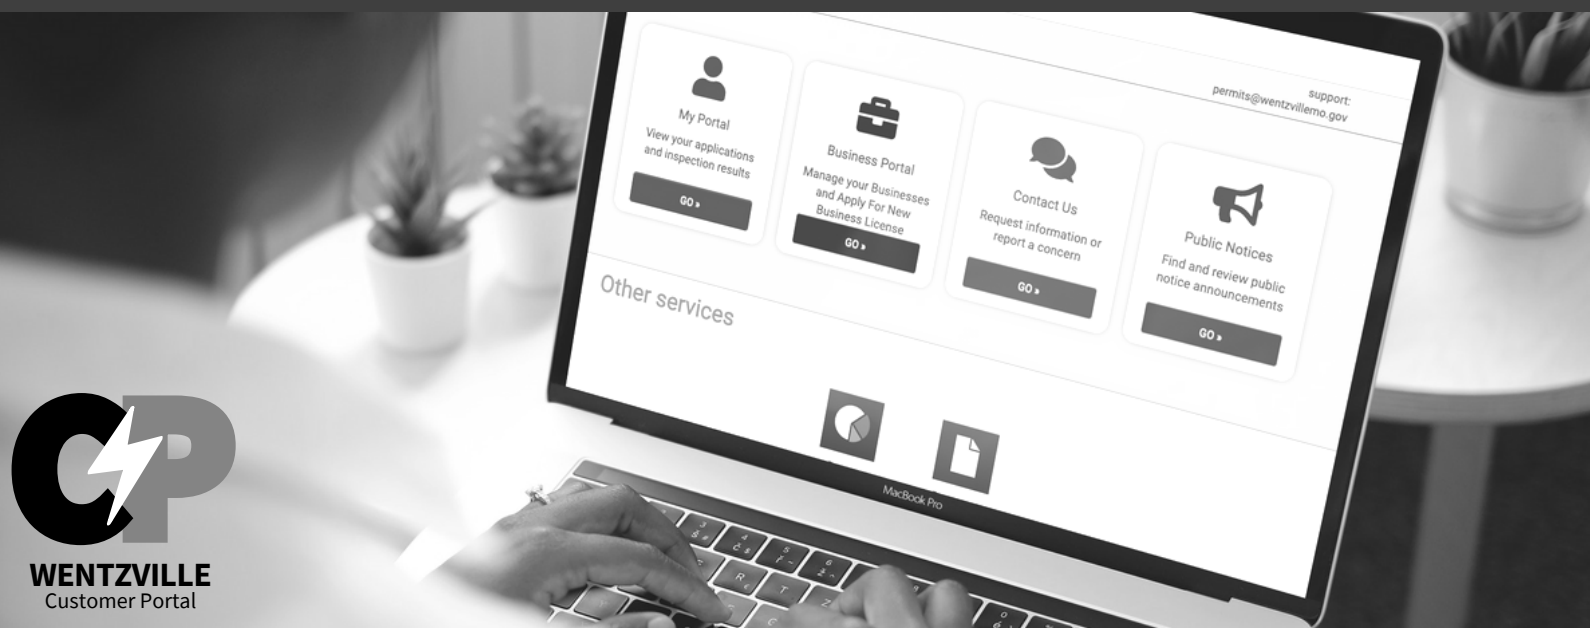 support:
permits@wentzvillemo.gov
My Portal
View your applications
and inspection results
GO »
Business Portal
Manage your Businesses
and Apply For New
Business License
GO »
Contact Us
Request information or
report a concern
GO »
Public Notices
Find and review public
notice announcements
GO »
Other services
MacBook Pro
CP
WENTZVILLE
Customer Portal